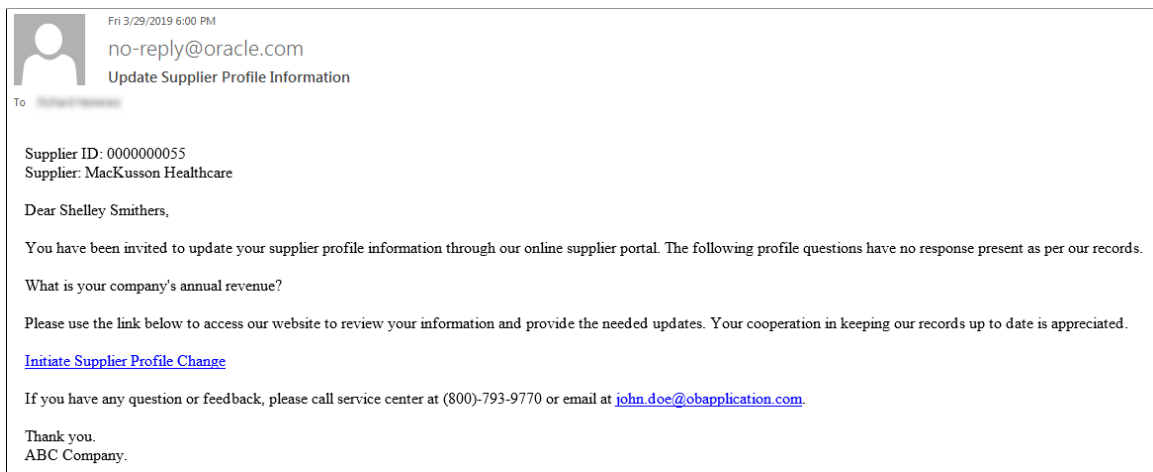 Fri 3/29/2019 6:00 PM
no-reply@oracle.com
Update Supplier Profile Information
To
Supplier ID: 0000000055
Supplier: MacKusson Healthcare
Dear Shelley Smithers,
You have been invited to update your supplier profile information through our online supplier portal. The following profile questions have no response present as per our records.
What is your company's annual revenue?
Please use the link below to access our website to review your information and provide the needed updates. Your cooperation in keeping our records up to date is appreciated.
Initiate Supplier Profile Change
If you have any question or feedback, please call service center at (800)-793-9770 or email at john.doe@obapplication.com.
Thank you.
ABC Company.